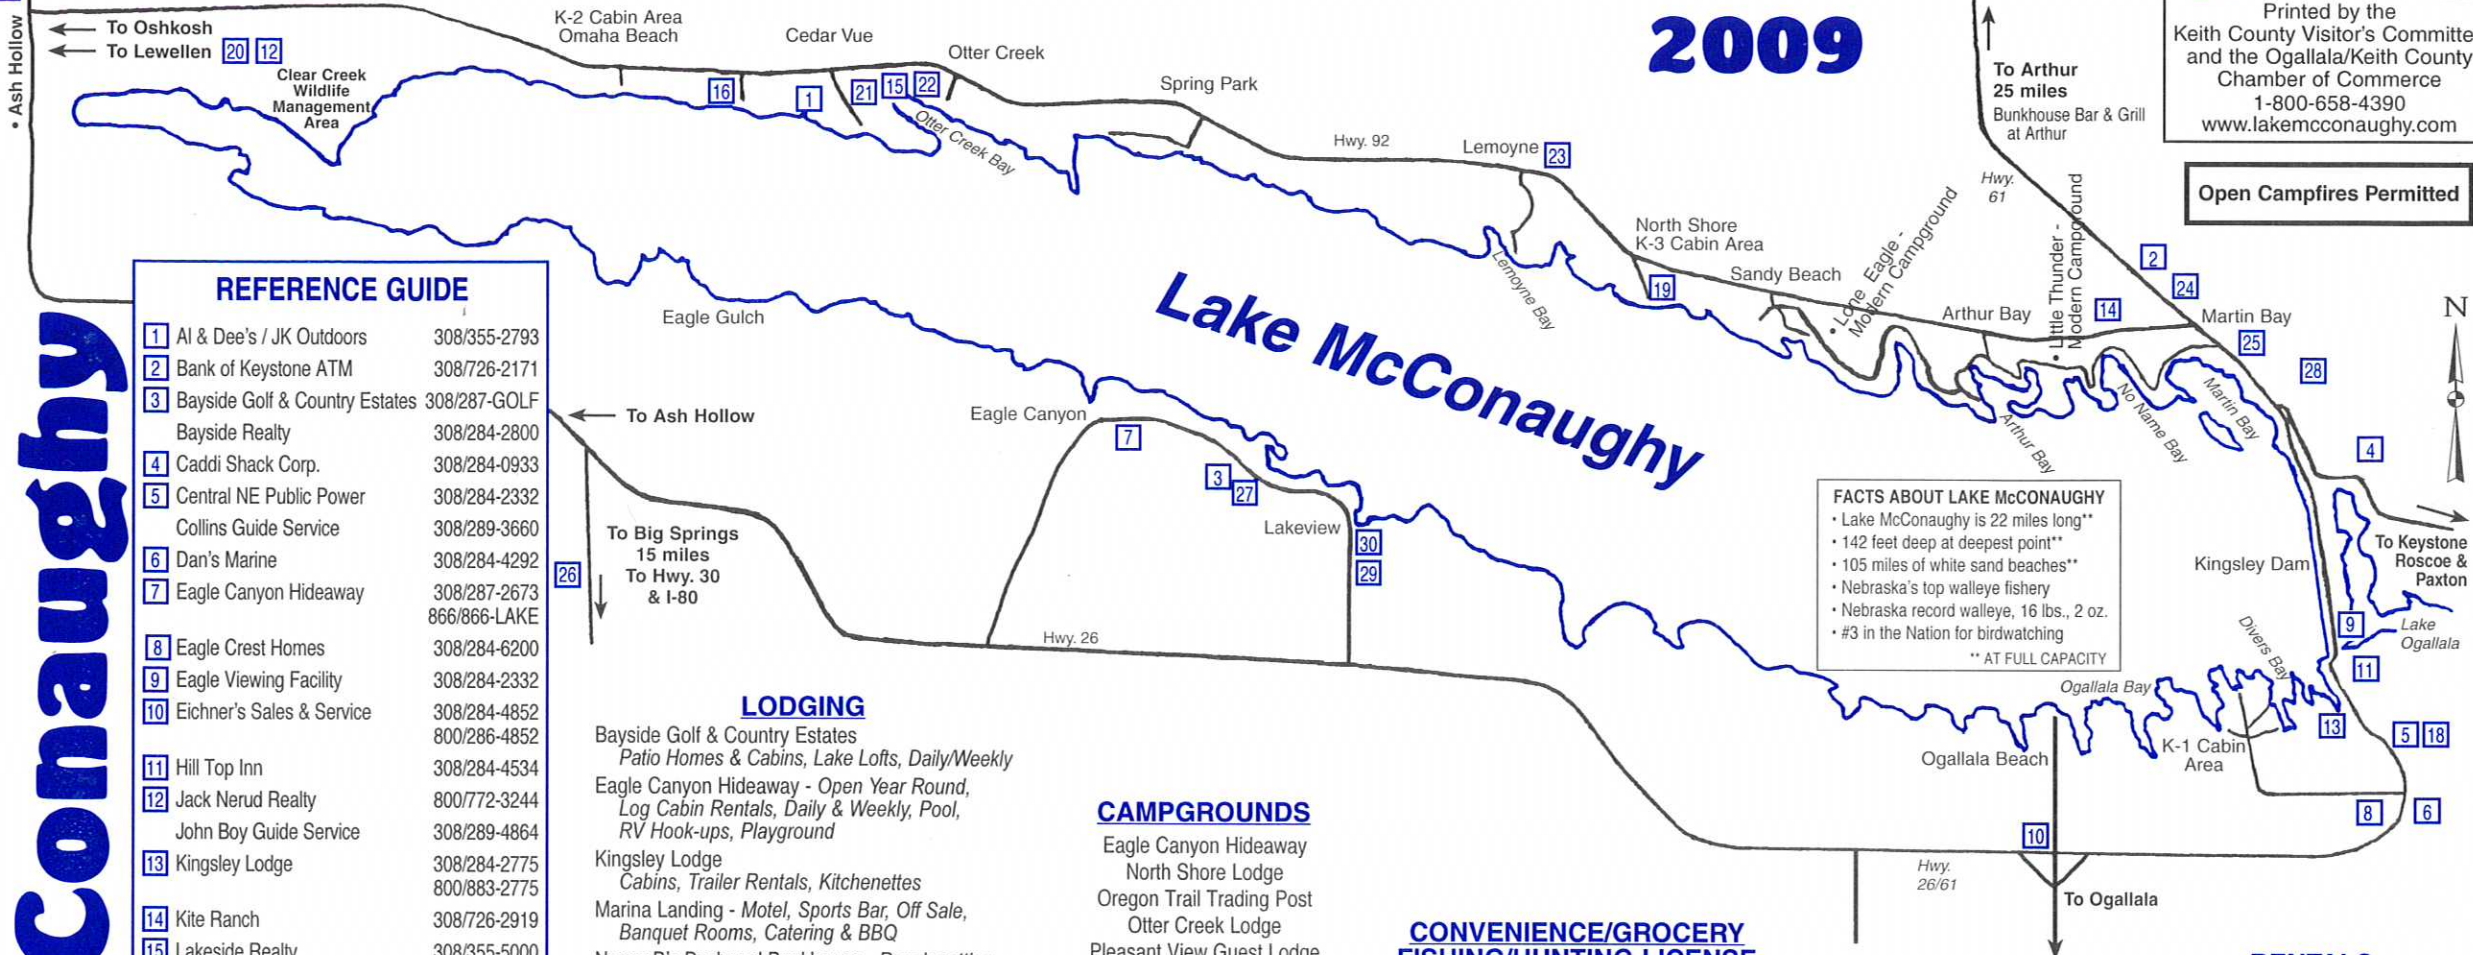 2009
Printed by the
Keith County Visitor's Committe
and the Ogallala/Keith County
Chamber of Commerce
1-800-658-4390
www.lakemcconaughy.com
Open Campfires Permitted
• Ash Hollow
To Oshkosh
To Lewellen 20 12
Clear Creek
Wildlife
Management
Area
K-2 Cabin Area
Omaha Beach
16
Cedar Vue
1
21 15 22
Otter Creek
Otter Creek Bay
Spring Park
Hwy. 92
Lemoyne 23
Lemoyne Bay
North Shore
K-3 Cabin Area
19
Sandy Beach
• Lone Eagle -
Modern Campground
Arthur Bay
• Little Thunder -
Modern Campground
14
To Arthur
25 miles
Bunkhouse Bar & Grill
at Arthur
Hwy.
61
2
24
Martin Bay
25
28
N
4
Arthur Bay
No Name Bay
Martin Bay
Lake McConaughy
Eagle Gulch
Eagle Canyon
7
3
27
Lakeview
30
29
To Ash Hollow
To Big Springs
15 miles
To Hwy. 30
& I-80
26
Hwy. 26
FACTS ABOUT LAKE McCONAUGHY
• Lake McConaughy is 22 miles long**
• 142 feet deep at deepest point**
• 105 miles of white sand beaches**
• Nebraska's top walleye fishery
• Nebraska record walleye, 16 lbs., 2 oz.
• #3 in the Nation for birdwatching
** AT FULL CAPACITY
Kingsley Dam
To Keystone
Roscoe &
Paxton
9
Lake
Ogallala
11
Divers Bay
Ogallala Bay
13
5 18
K-1 Cabin
Area
Ogallala Beach
8 6
10
Hwy.
26/61
To Ogallala
Conaughy
REFERENCE GUIDE
1 Al & Dee's / JK Outdoors 308/355-2793
2 Bank of Keystone ATM 308/726-2171
3 Bayside Golf & Country Estates 308/287-GOLF
Bayside Realty 308/284-2800
4 Caddi Shack Corp. 308/284-0933
5 Central NE Public Power 308/284-2332
Collins Guide Service 308/289-3660
6 Dan's Marine 308/284-4292
7 Eagle Canyon Hideaway 308/287-2673
866/866-LAKE
8 Eagle Crest Homes 308/284-6200
9 Eagle Viewing Facility 308/284-2332
10 Eichner's Sales & Service 308/284-4852
800/286-4852
11 Hill Top Inn 308/284-4534
12 Jack Nerud Realty 800/772-3244
John Boy Guide Service 308/289-4864
13 Kingsley Lodge 308/284-2775
800/883-2775
14 Kite Ranch 308/726-2919
15 Lakeside Realty 308/355-5000
LODGING
Bayside Golf & Country Estates
Patio Homes & Cabins, Lake Lofts, Daily/Weekly
Eagle Canyon Hideaway - Open Year Round,
Log Cabin Rentals, Daily & Weekly, Pool,
RV Hook-ups, Playground
Kingsley Lodge
Cabins, Trailer Rentals, Kitchenettes
Marina Landing - Motel, Sports Bar, Off Sale,
Banquet Rooms, Catering & BBQ
CAMPGROUNDS
Eagle Canyon Hideaway
North Shore Lodge
Oregon Trail Trading Post
Otter Creek Lodge
Pleasant View Guest Lodge
CONVENIENCE/GROCERY
FISHING/HUNTING LICENSE
RENTALS